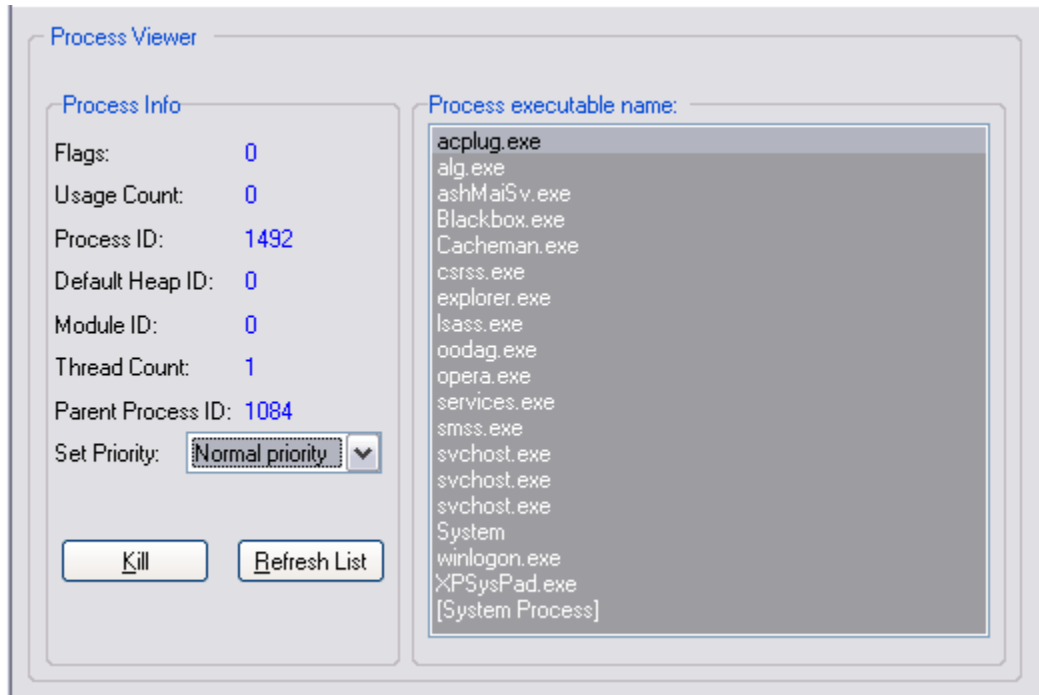 Process Viewer
Process Info
Flags: 0
Usage Count: 0
Process ID: 1492
Default Heap ID: 0
Module ID: 0
Thread Count: 1
Parent Process ID: 1084
Set Priority: Normal priority
Kill Refresh List
Process executable name:
acplug.exe
alg.exe
ashMaiSv.exe
Blackbox.exe
Cacheman.exe
csrss.exe
explorer.exe
lsass.exe
oodag.exe
opera.exe
services.exe
smss.exe
svchost.exe
svchost.exe
svchost.exe
System
winlogon.exe
XPSysPad.exe
[System Process]